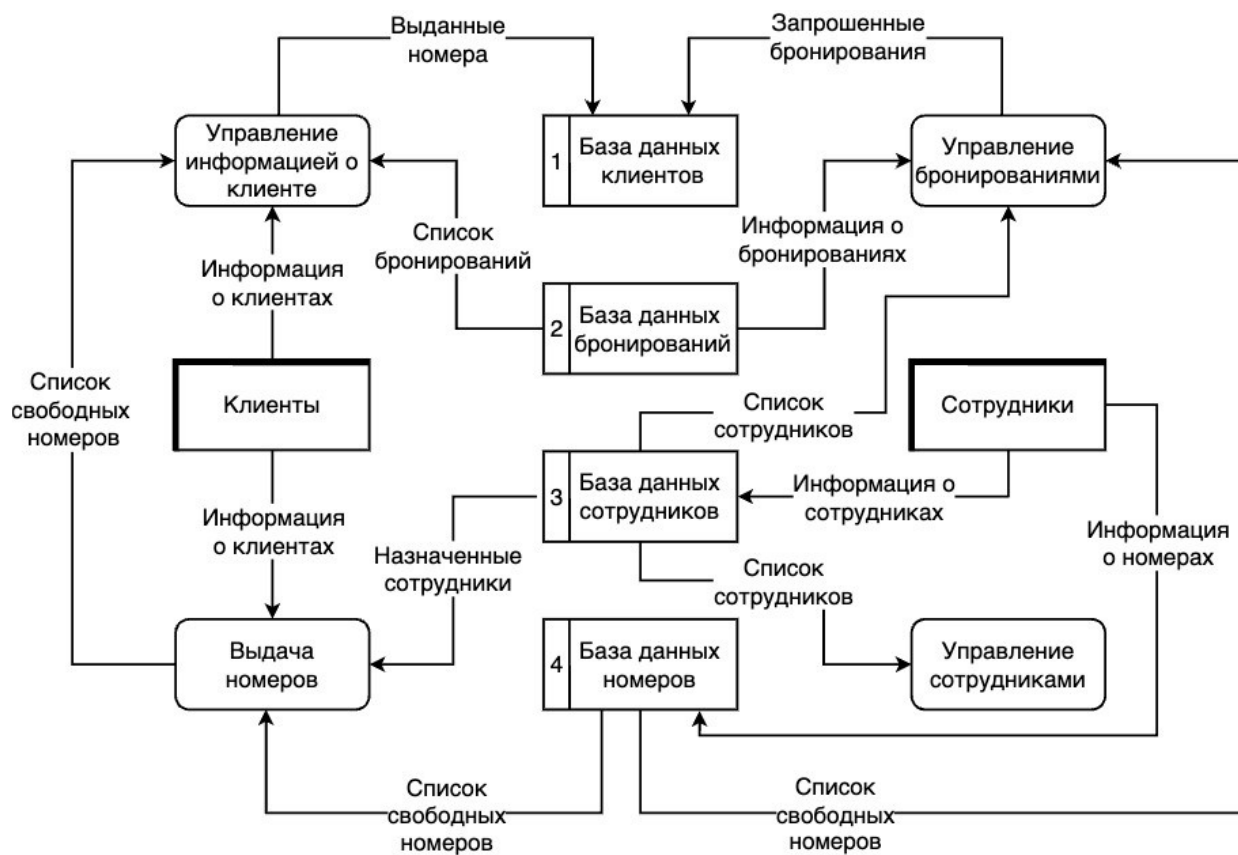 Выданные
номера
Запрошенные
бронирования
Управление
информацией о
клиенте
1
База данных
клиентов
Управление
бронированиями
Список
бронирований
Информация о
бронированиях
Информация
о клиентах
2
База данных
бронирований
Список
свободных
номеров
Клиенты
Список
сотрудников
Сотрудники
3
База данных
сотрудников
Информация о
сотрудниках
Информация
о клиентах
Назначенные
сотрудники
Информация
о номерах
Список
сотрудников
Выдача
номеров
4
База данных
номеров
Управление
сотрудниками
Список
свободных
номеров
Список
свободных
номеров